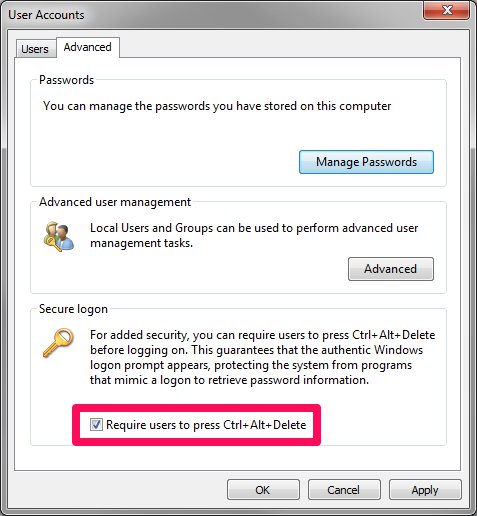 User Accounts
Users
Advanced
Passwords
You can manage the passwords you have stored on this computer
Manage Passwords
Advanced user management
Local Users and Groups can be used to perform advanced user
management tasks.
Advanced
Secure logon
For added security, you can require users to press Ctrl+Alt+Delete
before logging on. This guarantees that the authentic Windows
logon prompt appears, protecting the system from programs
that mimic a logon to retrieve password information.
Require users to press Ctrl+Alt+Delete
OK
Cancel
Apply